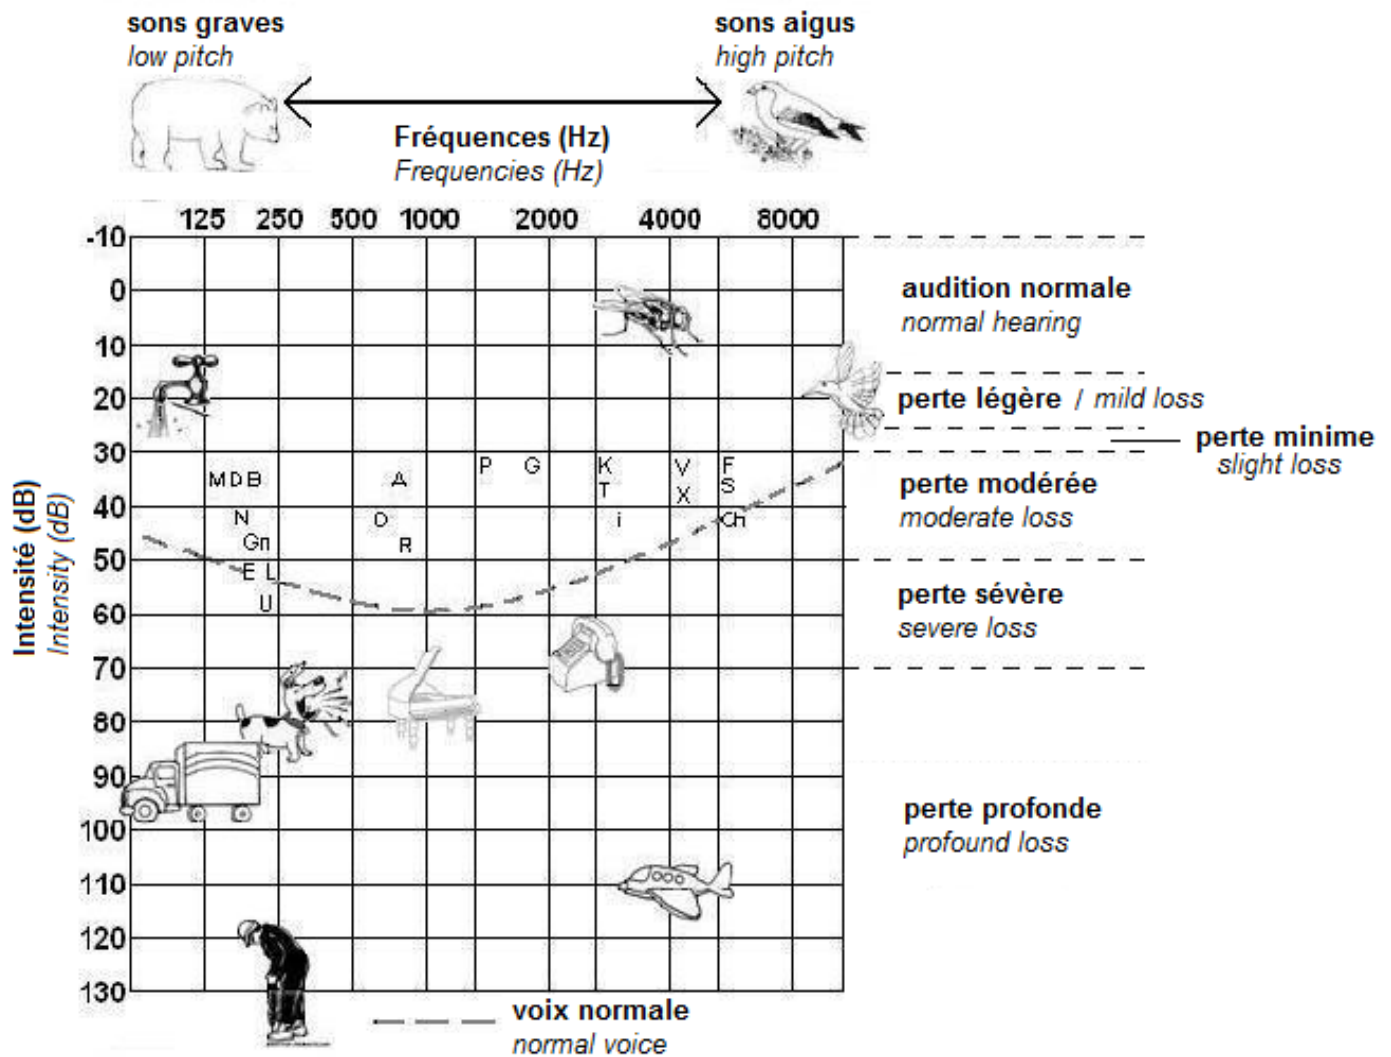 sons graves
low pitch
sons aigus
high pitch
Fréquences (Hz)
Frequencies (Hz)
125 250 500 1000 2000 4000 8000
-10
0
10
20
30
40
50
60
70
80
90
100
110
120
130
Intensité (dB)
Intensity (dB)
audition normale
normal hearing
perte légère / mild loss
perte minime
slight loss
perte modérée
moderate loss
perte sévère
severe loss
perte profonde
profound loss
P G K V F
M D B A T X S
N O i Ch
Gn R
E L
U
voix normale
normal voice